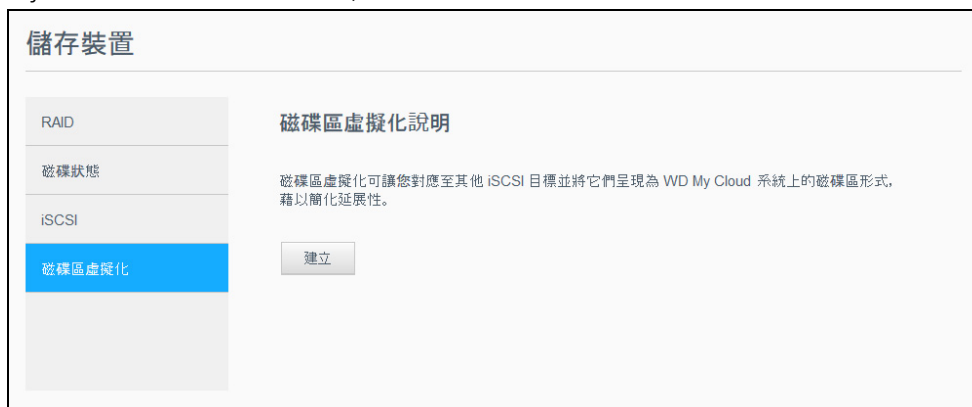 儲存裝置
RAID
磁碟狀態
iSCSI
磁碟區虛擬化
磁碟區虛擬化說明
磁碟區虛擬化可讓您對應至其他 iSCSI 目標並將它們呈現為 WD My Cloud 系統上的磁碟區形式，
藉以簡化延展性。
建立